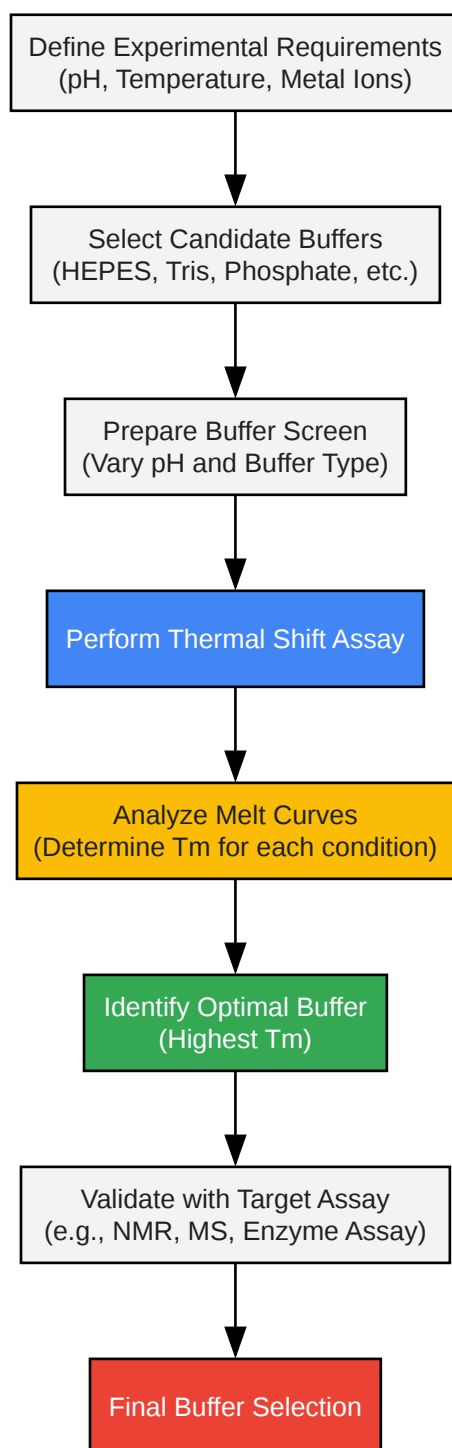 Define Experimental Requirements
(pH, Temperature, Metal Ions)
Select Candidate Buffers
(HEPES, Tris, Phosphate, etc.)
Prepare Buffer Screen
(Vary pH and Buffer Type)
Perform Thermal Shift Assay
Analyze Melt Curves
(Determine Tm for each condition)
Identify Optimal Buffer
(Highest Tm)
Validate with Target Assay
(e.g., NMR, MS, Enzyme Assay)
Final Buffer Selection